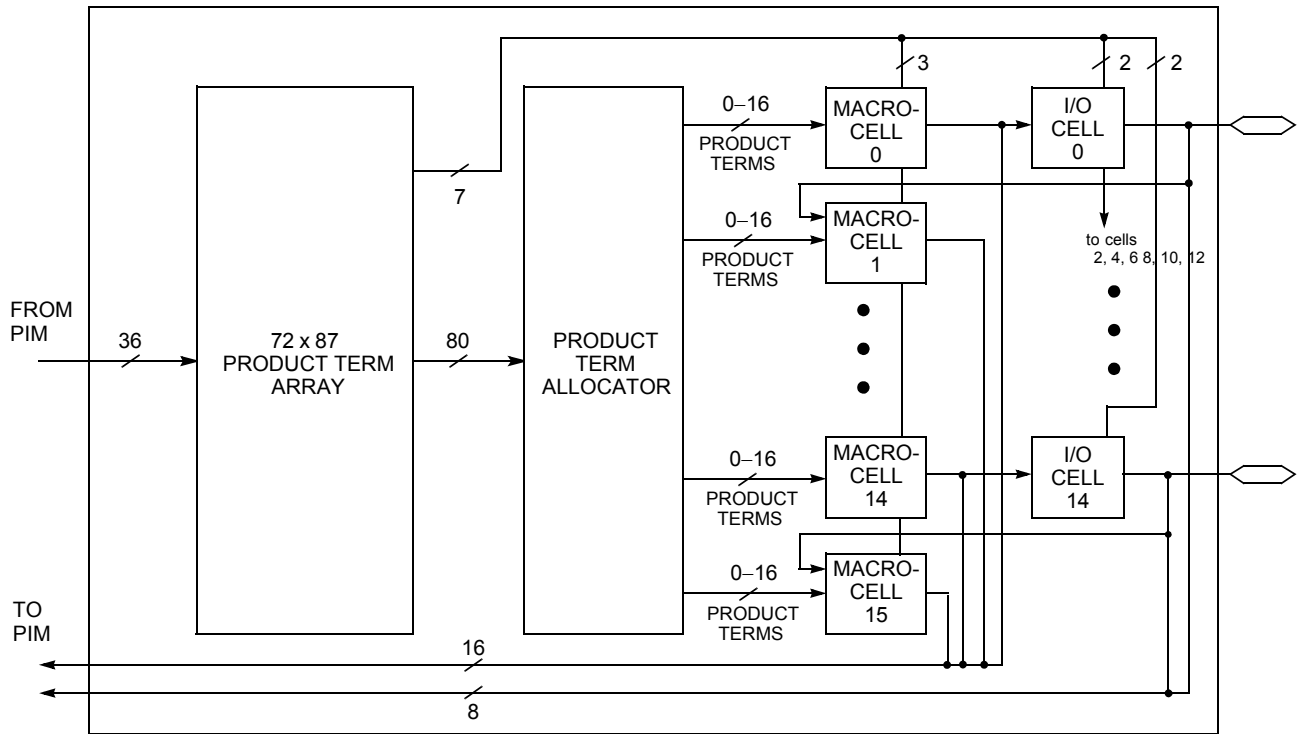 3
2
2
0–16
MACRO-
CELL
0
I/O
CELL
0
PRODUCT
TERMS
7
0–16
MACRO-
CELL
1
PRODUCT
TERMS
to cells
2, 4, 6 8, 10, 12
FROM
PIM
36
72 x 87
PRODUCT TERM
ARRAY
80
PRODUCT
TERM
ALLOCATOR
0–16
MACRO-
CELL
14
I/O
CELL
14
PRODUCT
TERMS
0–16
MACRO-
CELL
15
PRODUCT
TERMS
TO
PIM
16
8